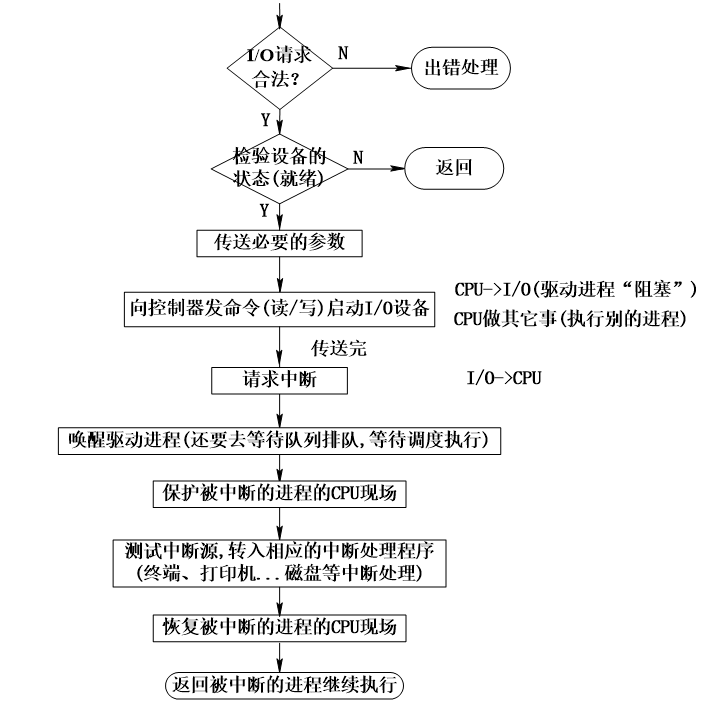 I/O请求
合法？
N
出错处理
Y
检验设备的
状态(就绪)
N
返回
Y
传送必要的参数
向控制器发命令(读/写)启动I/O设备
CPU->I/O(驱动进程“阻塞”)
CPU做其它事(执行别的进程)
传送完
请求中断
I/O->CPU
唤醒驱动进程(还要去等待队列排队,等待调度执行)
保护被中断的进程的CPU现场
测试中断源,转入相应的中断处理程序
(终端、打印机...磁盘等中断处理)
恢复被中断的进程的CPU现场
返回被中断的进程继续执行